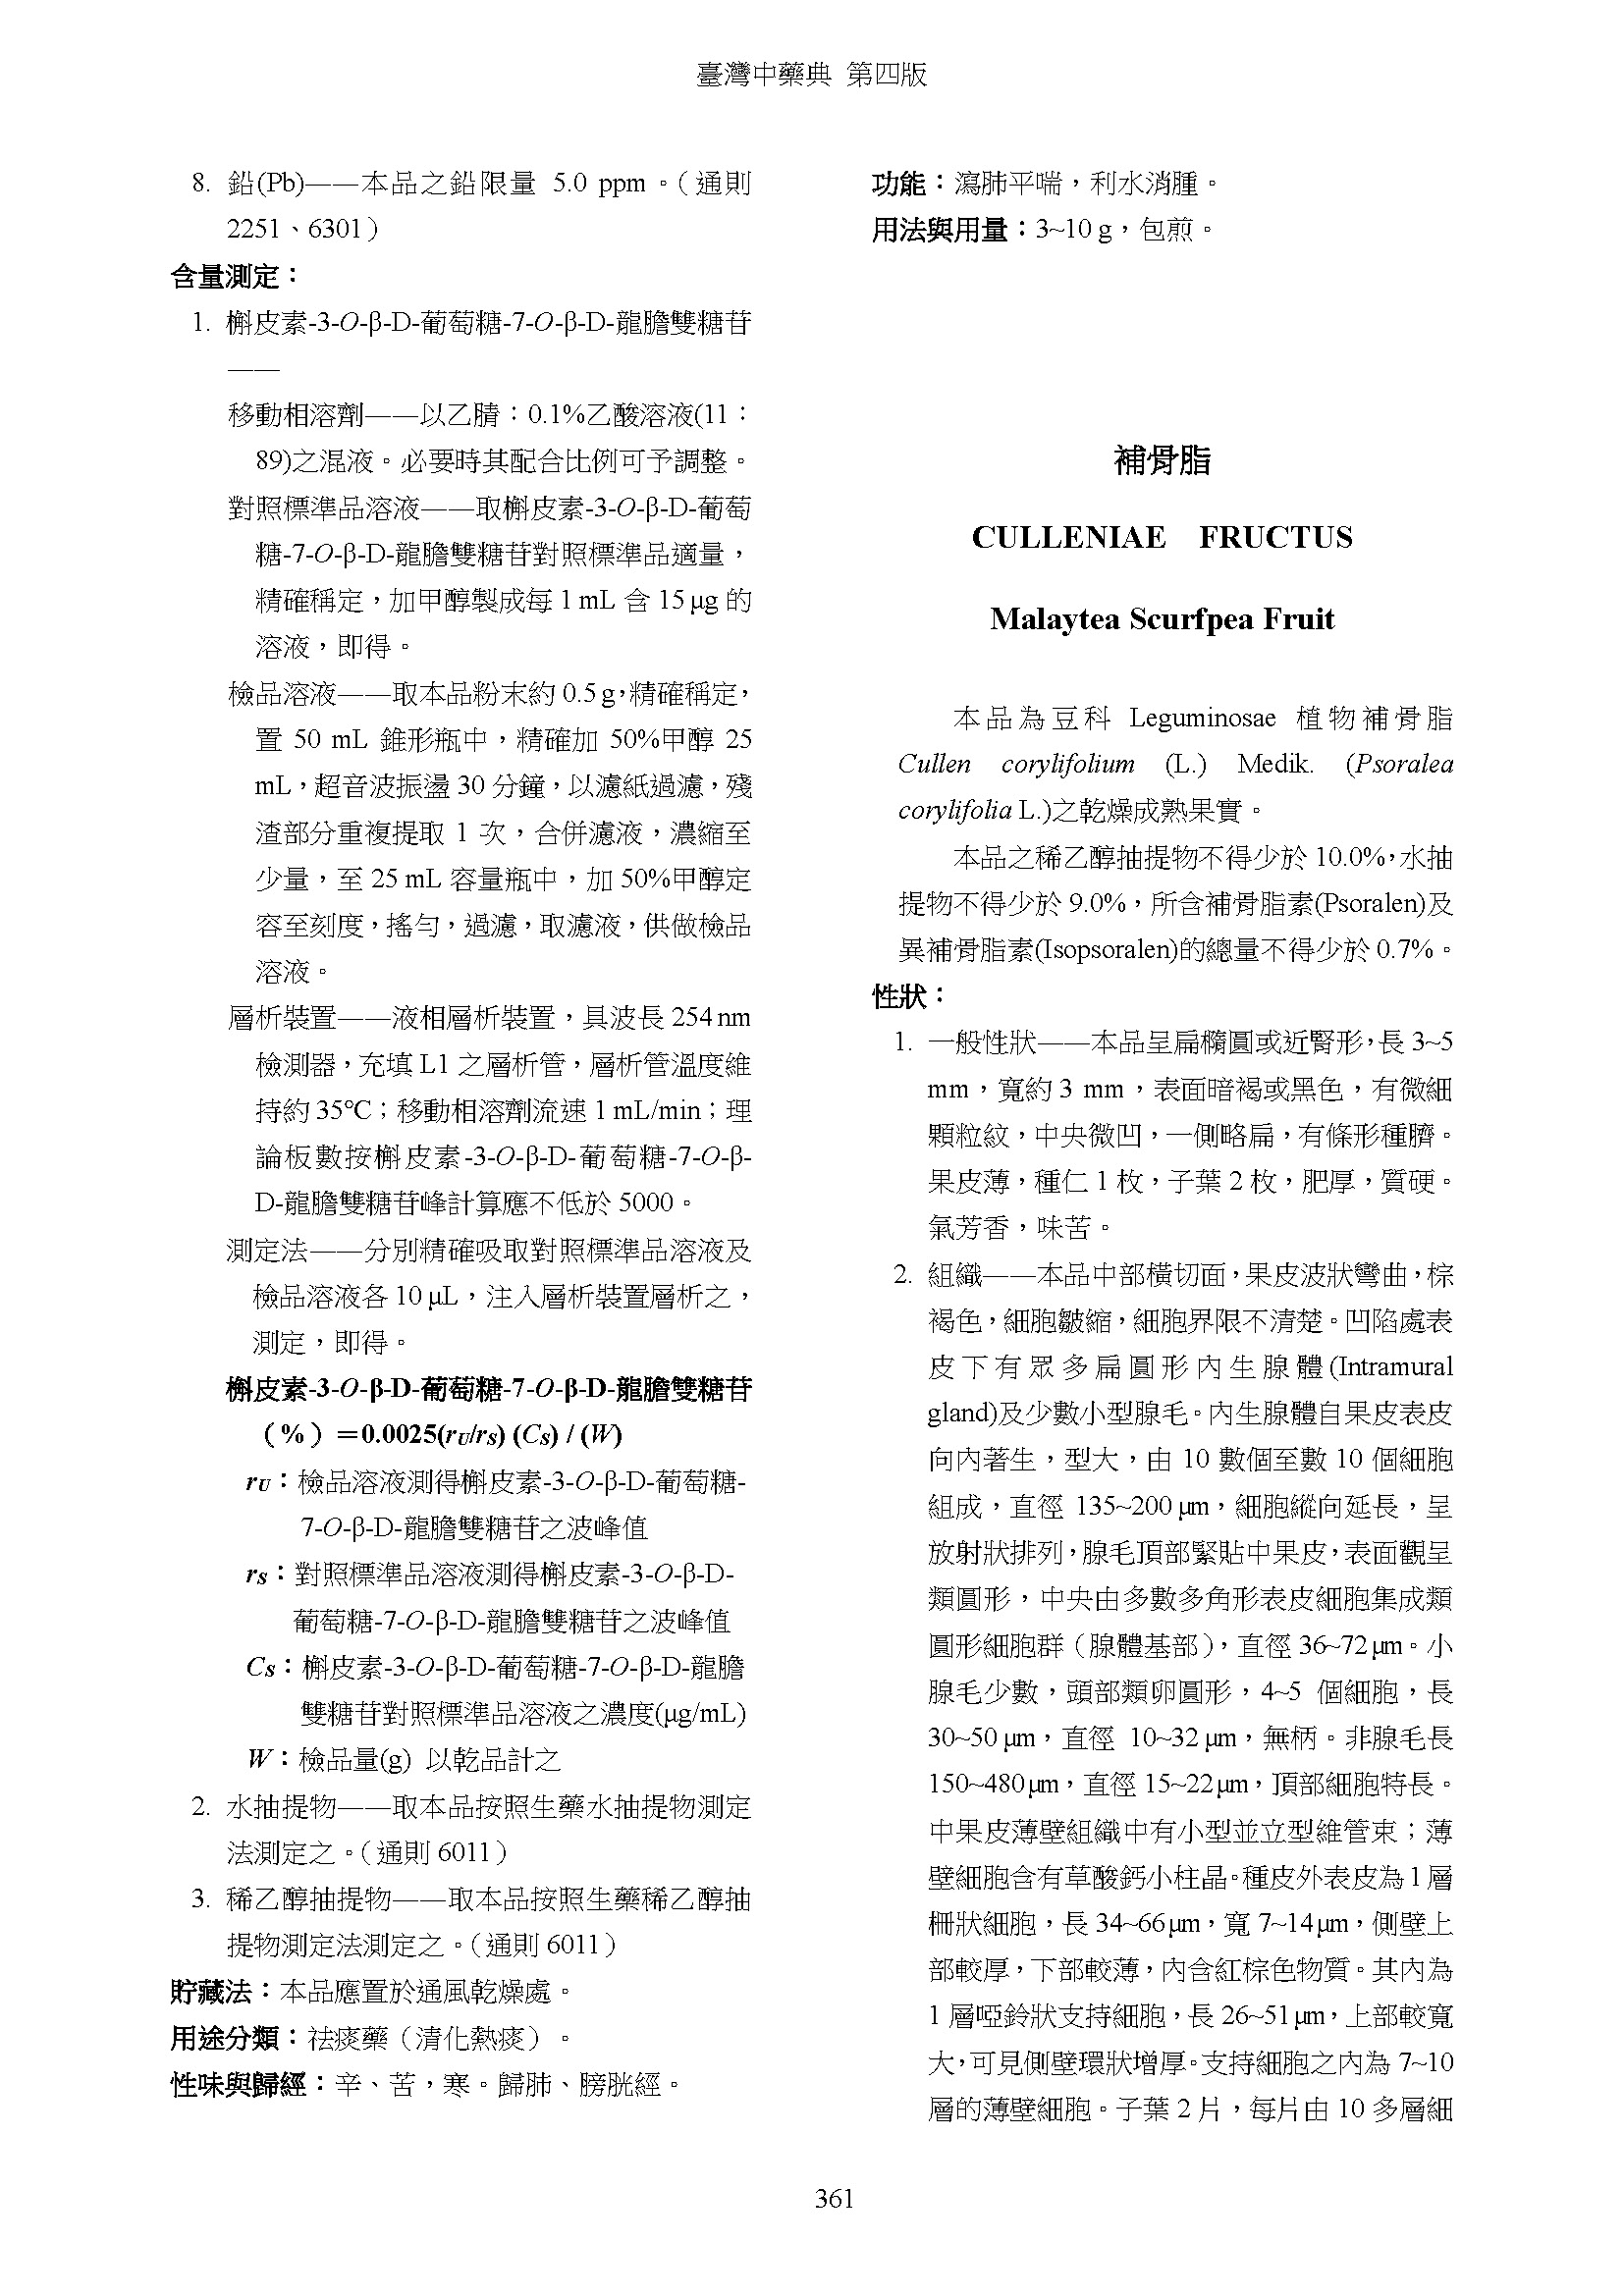 臺灣中藥典 第四版
8. 鉛(Pb)——本品之鉛限量 5.0 ppm。（通則
2251、6301）
含量測定：
1. 槲皮素-3-O-β-D-葡萄糖-7-O-β-D-龍膽雙糖苷
——
移動相溶劑——以乙腈：0.1%乙酸溶液(11：
89)之混液。必要時其配合比例可予調整。
對照標準品溶液——取槲皮素-3-O-β-D-葡萄
糖-7-O-β-D-龍膽雙糖苷對照標準品適量，
精確稱定，加甲醇製成每 1 mL 含 15 μg 的
溶液，即得。
檢品溶液——取本品粉末約 0.5 g，精確稱定，
置 50 mL 錐形瓶中，精確加 50%甲醇 25
mL，超音波振盪 30 分鐘，以濾紙過濾，殘
渣部分重複提取 1 次，合併濾液，濃縮至
少量，至 25 mL 容量瓶中，加 50%甲醇定
容至刻度，搖勻，過濾，取濾液，供做檢品
溶液。
層析裝置——液相層析裝置，具波長 254 nm
檢測器，充填 L1 之層析管，層析管溫度維
持約 35℃；移動相溶劑流速 1 mL/min；理
論板數按槲皮素-3-O-β-D-葡萄糖-7-O-β-
D-龍膽雙糖苷峰計算應不低於 5000。
測定法——分別精確吸取對照標準品溶液及
檢品溶液各 10 μL，注入層析裝置層析之，
測定，即得。
槲皮素-3-O-β-D-葡萄糖-7-O-β-D-龍膽雙糖苷
（%）＝0.0025(rU/rS) (CS) / (W)
rU：檢品溶液測得槲皮素-3-O-β-D-葡萄糖-
7-O-β-D-龍膽雙糖苷之波峰值
rS：對照標準品溶液測得槲皮素-3-O-β-D-
葡萄糖-7-O-β-D-龍膽雙糖苷之波峰值
CS：槲皮素-3-O-β-D-葡萄糖-7-O-β-D-龍膽
雙糖苷對照標準品溶液之濃度(μg/mL)
W：檢品量(g) 以乾品計之
2. 水抽提物——取本品按照生藥水抽提物測定
法測定之。（通則 6011）
3. 稀乙醇抽提物——取本品按照生藥稀乙醇抽
提物測定法測定之。（通則 6011）
貯藏法：本品應置於通風乾燥處。
用途分類：祛痰藥（清化熱痰）。
性味與歸經：辛、苦，寒。歸肺、膀胱經。
功能：瀉肺平喘，利水消腫。
用法與用量：3~10 g，包煎。
補骨脂
CULLENIAE FRUCTUS
Malaytea Scurfpea Fruit
本品為豆科 Leguminosae 植物補骨脂
Cullen corylifolium (L.) Medik. (Psoralea
corylifolia L.)之乾燥成熟果實。
本品之稀乙醇抽提物不得少於 10.0%，水抽
提物不得少於 9.0%，所含補骨脂素(Psoralen)及
異補骨脂素(Isopsoralen)的總量不得少於 0.7%。
性狀：
1. 一般性狀——本品呈扁橢圓或近腎形，長 3~5
mm，寬約 3 mm，表面暗褐或黑色，有微細
顆粒紋，中央微凹，一側略扁，有條形種臍。
果皮薄，種仁 1 枚，子葉 2 枚，肥厚，質硬。
氣芳香，味苦。
2. 組織——本品中部橫切面，果皮波狀彎曲，棕
褐色，細胞皺縮，細胞界限不清楚。凹陷處表
皮下有眾多扁圓形內生腺體(Intramural
gland)及少數小型腺毛。內生腺體自果皮表皮
向內著生，型大，由 10 數個至數 10 個細胞
組成，直徑 135~200 μm，細胞縱向延長，呈
放射狀排列，腺毛頂部緊貼中果皮，表面觀呈
類圓形，中央由多數多角形表皮細胞集成類
圓形細胞群（腺體基部），直徑 36~72 μm。小
腺毛少數，頭部類卵圓形，4~5 個細胞，長
30~50 μm，直徑 10~32 μm，無柄。非腺毛長
150~480 μm，直徑 15~22 μm，頂部細胞特長。
中果皮薄壁組織中有小型並立型維管束；薄
壁細胞含有草酸鈣小柱晶。種皮外表皮為 1 層
柵狀細胞，長 34~66 μm，寬 7~14 μm，側壁上
部較厚，下部較薄，內含紅棕色物質。其內為
1 層啞鈴狀支持細胞，長 26~51 μm，上部較寬
大，可見側壁環狀增厚。支持細胞之內為 7~10
層的薄壁細胞。子葉 2 片，每片由 10 多層細
361